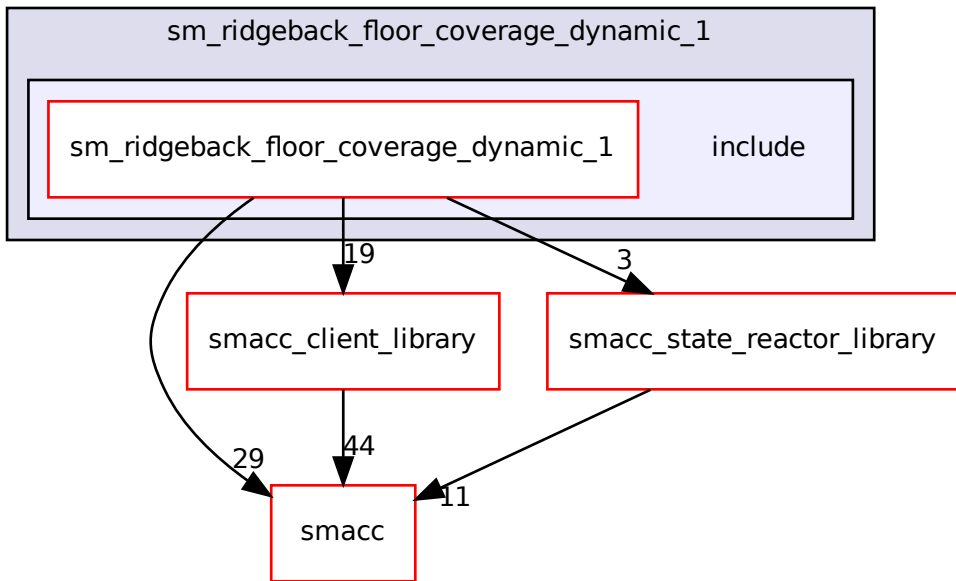 sm_ridgeback_floor_coverage_dynamic_1
sm_ridgeback_floor_coverage_dynamic_1
include
19
3
smacc_client_library
smacc_state_reactor_library
29
44
11
smacc